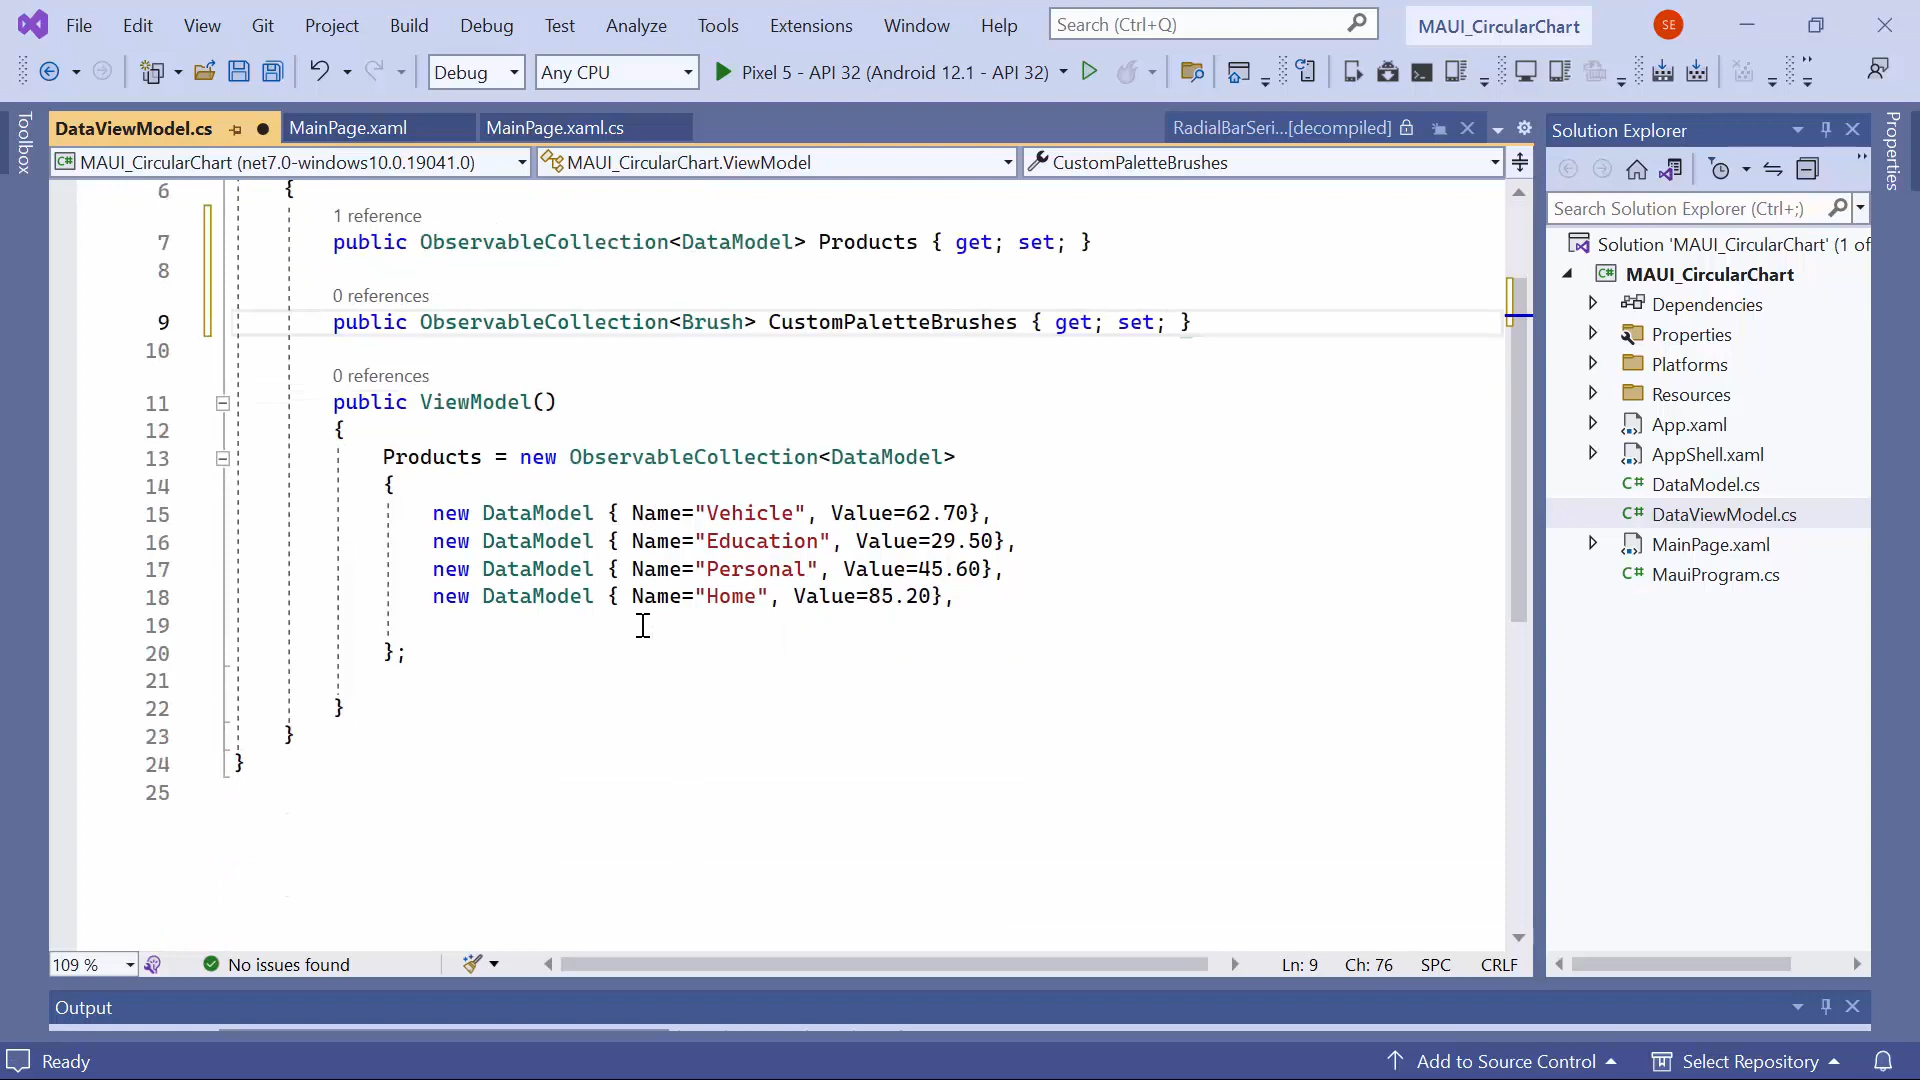 File Edit View Git Project Build Debug Test Analyze Tools Extensions Window Help Search (Ctrl+Q) MAUI_CircularChart SE
Debug Any CPU Pixel 5 - API 32 (Android 12.1 - API 32)
Toolbox
DataViewModel.cs MainPage.xaml MainPage.xaml.cs RadialBarSeri...[decompiled]
MAUI_CircularChart (net7.0-windows10.0.19041.0) MAUI_CircularChart.ViewModel CustomPaletteBrushes
6 {
1 reference
7 public ObservableCollection<DataModel> Products { get; set; }
8
0 references
9 public ObservableCollection<Brush> CustomPaletteBrushes { get; set; }
10
0 references
11 public ViewModel()
12 {
13 Products = new ObservableCollection<DataModel>
14 {
15 new DataModel { Name="Vehicle", Value=62.70},
16 new DataModel { Name="Education", Value=29.50},
17 new DataModel { Name="Personal", Value=45.60},
18 new DataModel { Name="Home", Value=85.20},
19
20 };
21
22 }
23 }
24 }
25
109 % No issues found Ln: 9 Ch: 76 SPC CRLF
Solution Explorer
Search Solution Explorer (Ctrl+;)
Solution 'MAUI_CircularChart' (1 of
C# MAUI_CircularChart
Dependencies
Properties
Platforms
Resources
App.xaml
AppShell.xaml
C# DataModel.cs
C# DataViewModel.cs
MainPage.xaml
C# MauiProgram.cs
Properties
Output
Ready Add to Source Control Select Repository